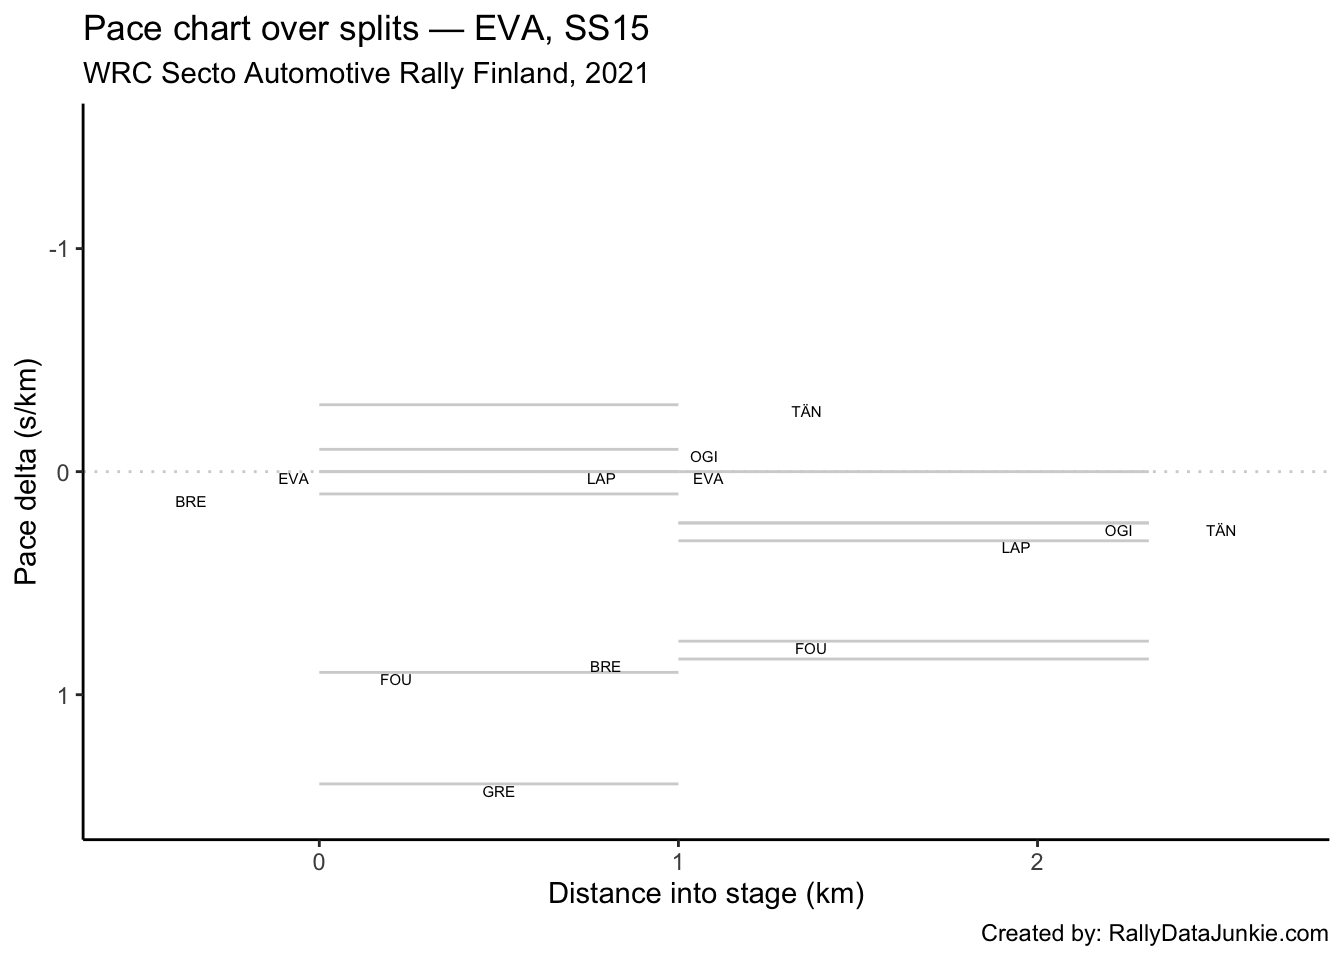 Pace chart over splits — EVA, SS15
WRC Secto Automotive Rally Finland, 2021
Pace delta (s/km)
-1
0
1
TÄN
OGI
EVA
LAP
EVA
BRE
OGI
TÄN
LAP
FOU
BRE
FOU
GRE
0
1
2
Distance into stage (km)
Created by: RallyDataJunkie.com